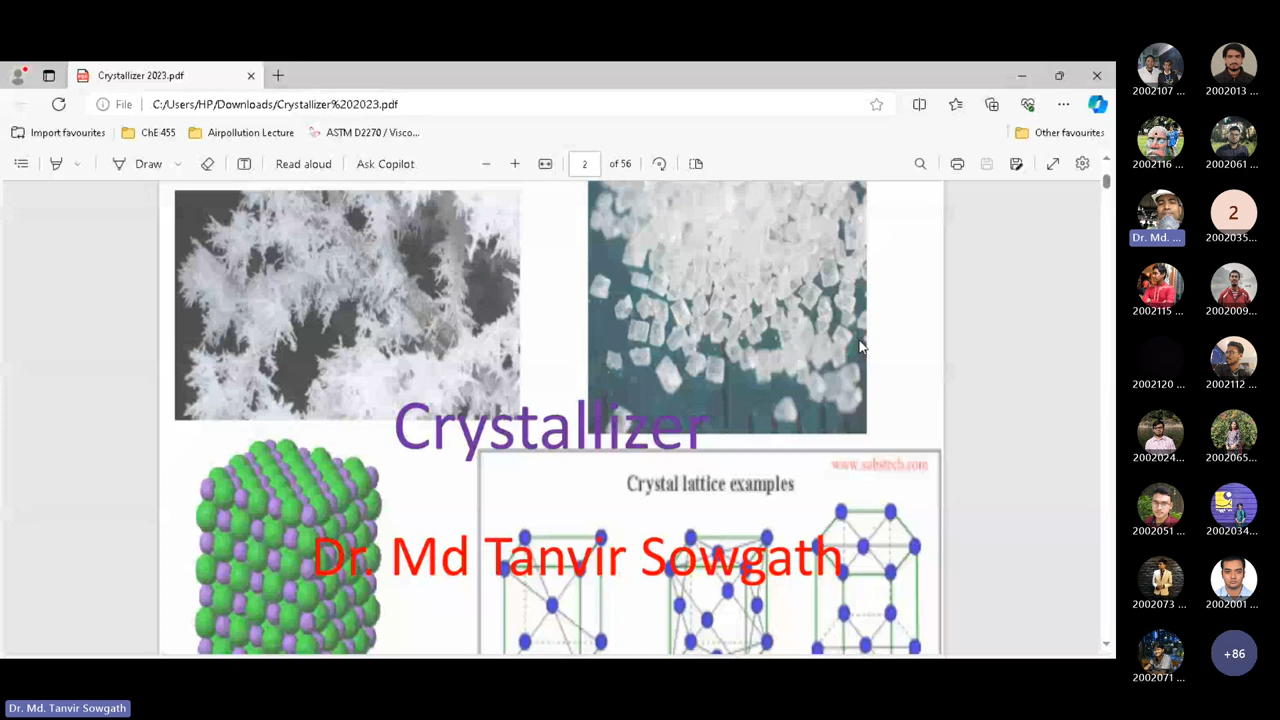 Crystallizer 2023.pdf
File C:/Users/HP/Downloads/Crystallizer%202023.pdf
Import favourites ChE 455 Airpollution Lecture ASTM D2270 / Visco... Other favourites
Draw Read aloud Ask Copilot 2 of 56
Crystallizer
www.substech.com
Crystal lattice examples
Dr. Md Tanvir Sowgath
2002107 ... 2002013 ...
2002116 ... 2002061 ...
2
Dr. Md. ... 2002035...
2002115 ... 2002009...
2002120 ... 2002112 ...
2002024 ... 2002065...
2002051 ... 2002034 ...
2002073 ... 2002001 ...
+86
2002071 ...
Dr. Md. Tanvir Sowgath